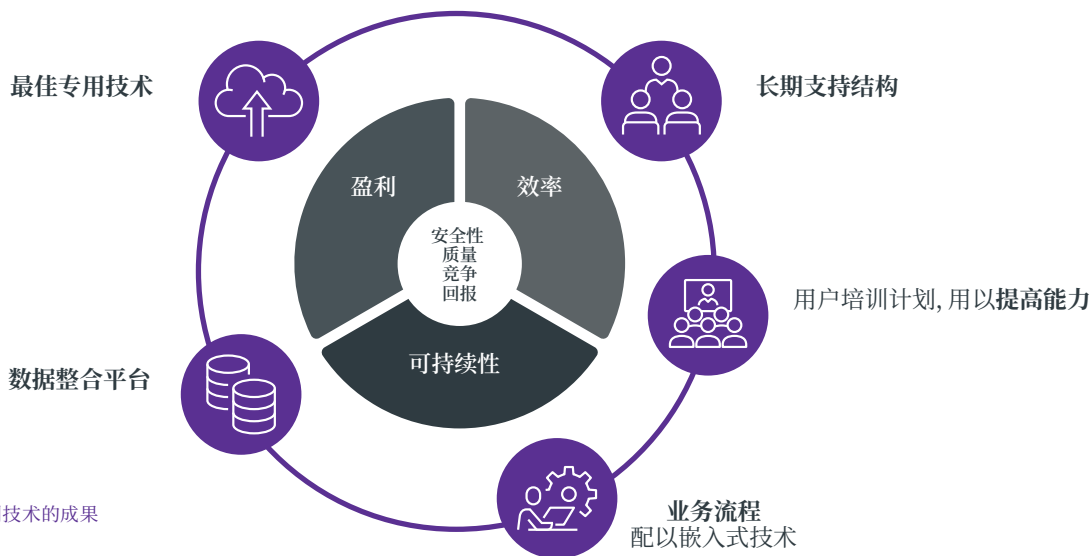 最佳专用技术
长期支持结构
盈利
效率
安全性
质量
竞争
回报
用户培训计划, 用以提高能力
可持续性
数据整合平台
技术的成果
业务流程
配以嵌入式技术